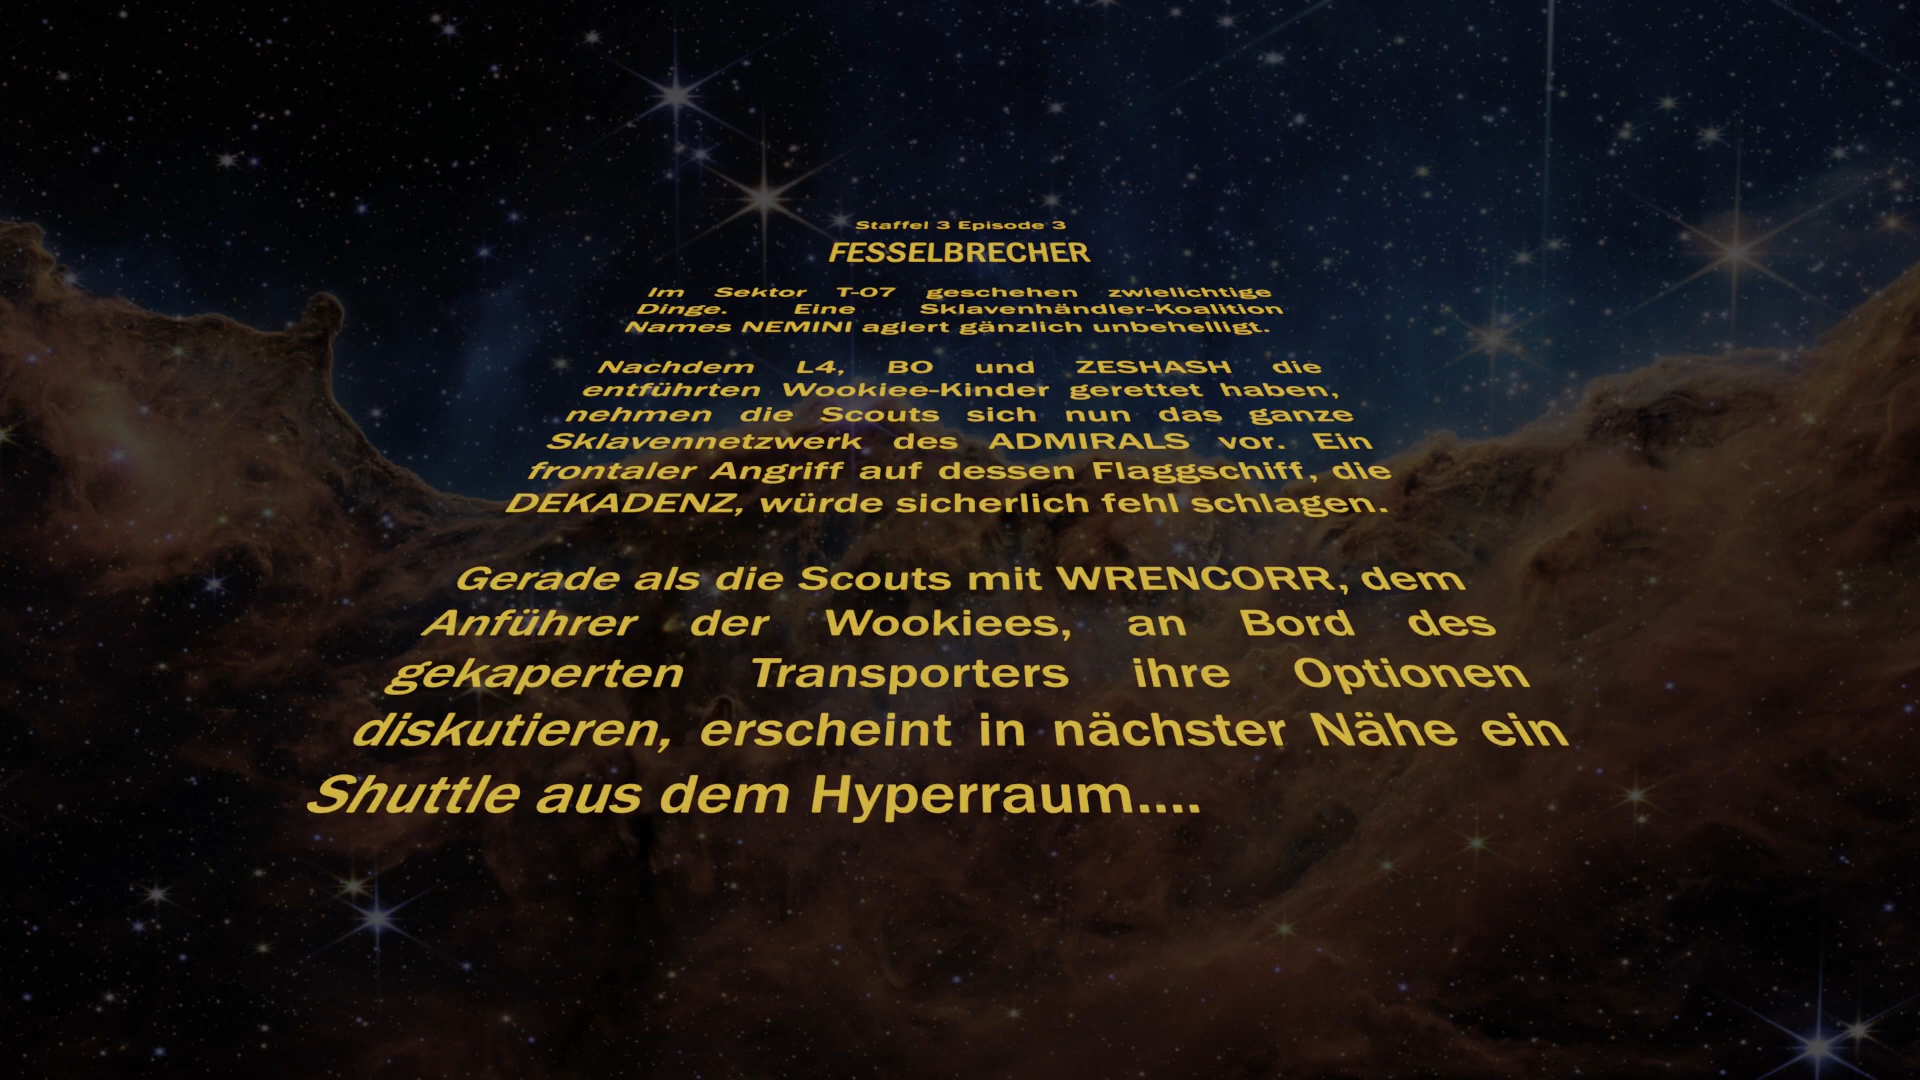 Staffel 3 Episode 3
FESSELBRECHER
Im Sektor T-07 geschehen zwielichtige
Dinge. Eine Sklavenhändler-Koalition
Names NEMINI agiert gänzlich unbehelligt.
Nachdem L4, BO und ZESHASH die
entführten Wookiee-Kinder gerettet haben,
nehmen die Scouts sich nun das ganze
Sklavennetzwerk des ADMIRALS vor. Ein
frontaler Angriff auf dessen Flaggschiff, die
DEKADENZ, würde sicherlich fehl schlagen.
Gerade als die Scouts mit WRENCORR, dem
Anführer der Wookiees, an Bord des
gekaperten Transporters ihre Optionen
diskutieren, erscheint in nächster Nähe ein
Shuttle aus dem Hyperraum....